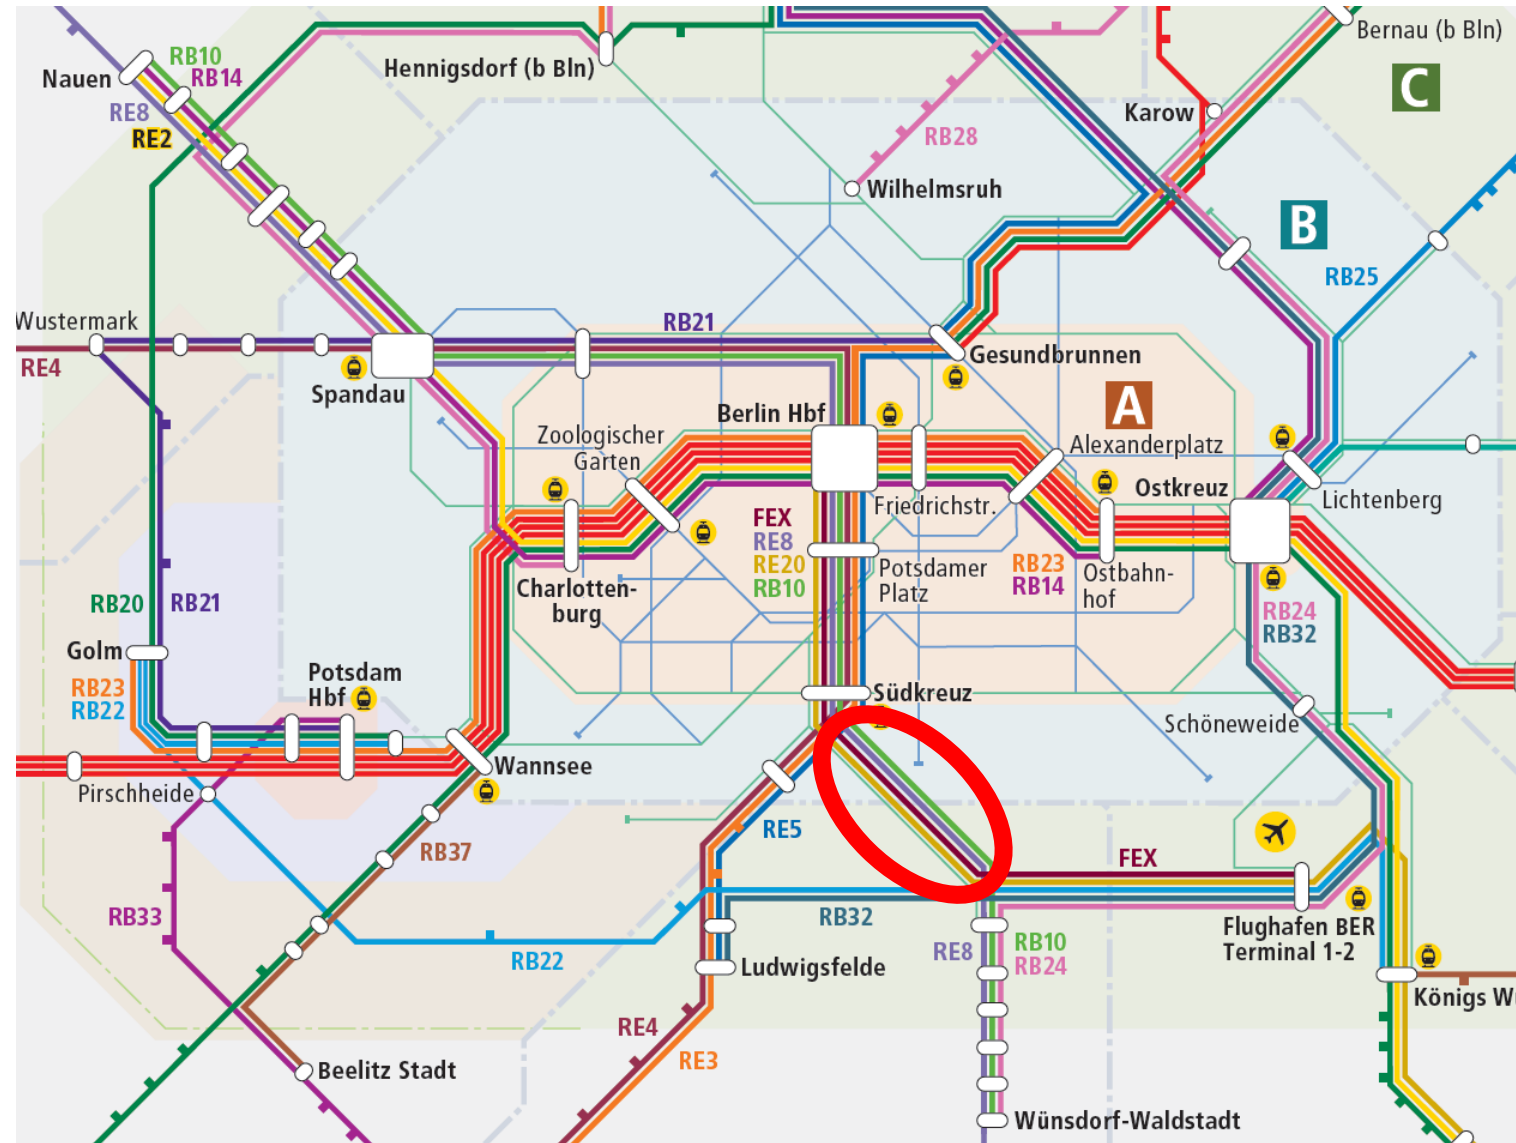 Bernau (b Bln)
RB10
RB14
Nauen
Hennigsdorf (b Bln)
RE8
RE2
C
Karow
RB28
Wilhelmsruh
B
RB25
Wustermark
RB21
RE4
Spandau
Gesundbrunnen
A
Berlin Hbf
Zoologischer
Garten
Alexanderplatz
Ostkreuz
Lichtenberg
Friedrichstr.
FEX
RE8
RE20
RB10
Potsdamer
Platz
RB23
RB14
Ostbahn-
hof
Charlotten-
burg
RB20
RB21
RB24
RB32
Golm
RB23
RB22
Potsdam
Hbf
Südkreuz
Schöneweide
Wannsee
Pirschheide
RE5
RB37
FEX
RB33
RB32
Flughafen BER
Terminal 1-2
RB22
RE8
RB10
RB24
Ludwigsfelde
Königs W
RE4
RE3
Beelitz Stadt
Wünsdorf-Waldstadt